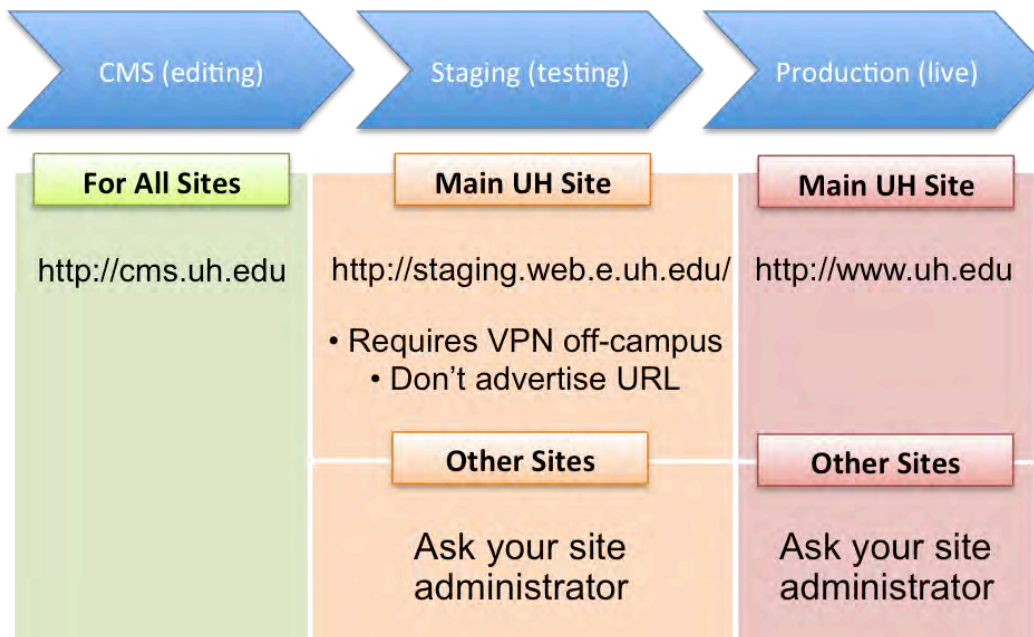 CMS (editing)
Staging (testing)
Production (live)
For All Sites
http://cms.uh.edu
Main UH Site
http://staging.web.e.uh.edu/
• Requires VPN off-campus
• Don’t advertise URL
Other Sites
Ask your site
administrator
Main UH Site
http://www.uh.edu
Other Sites
Ask your site
administrator